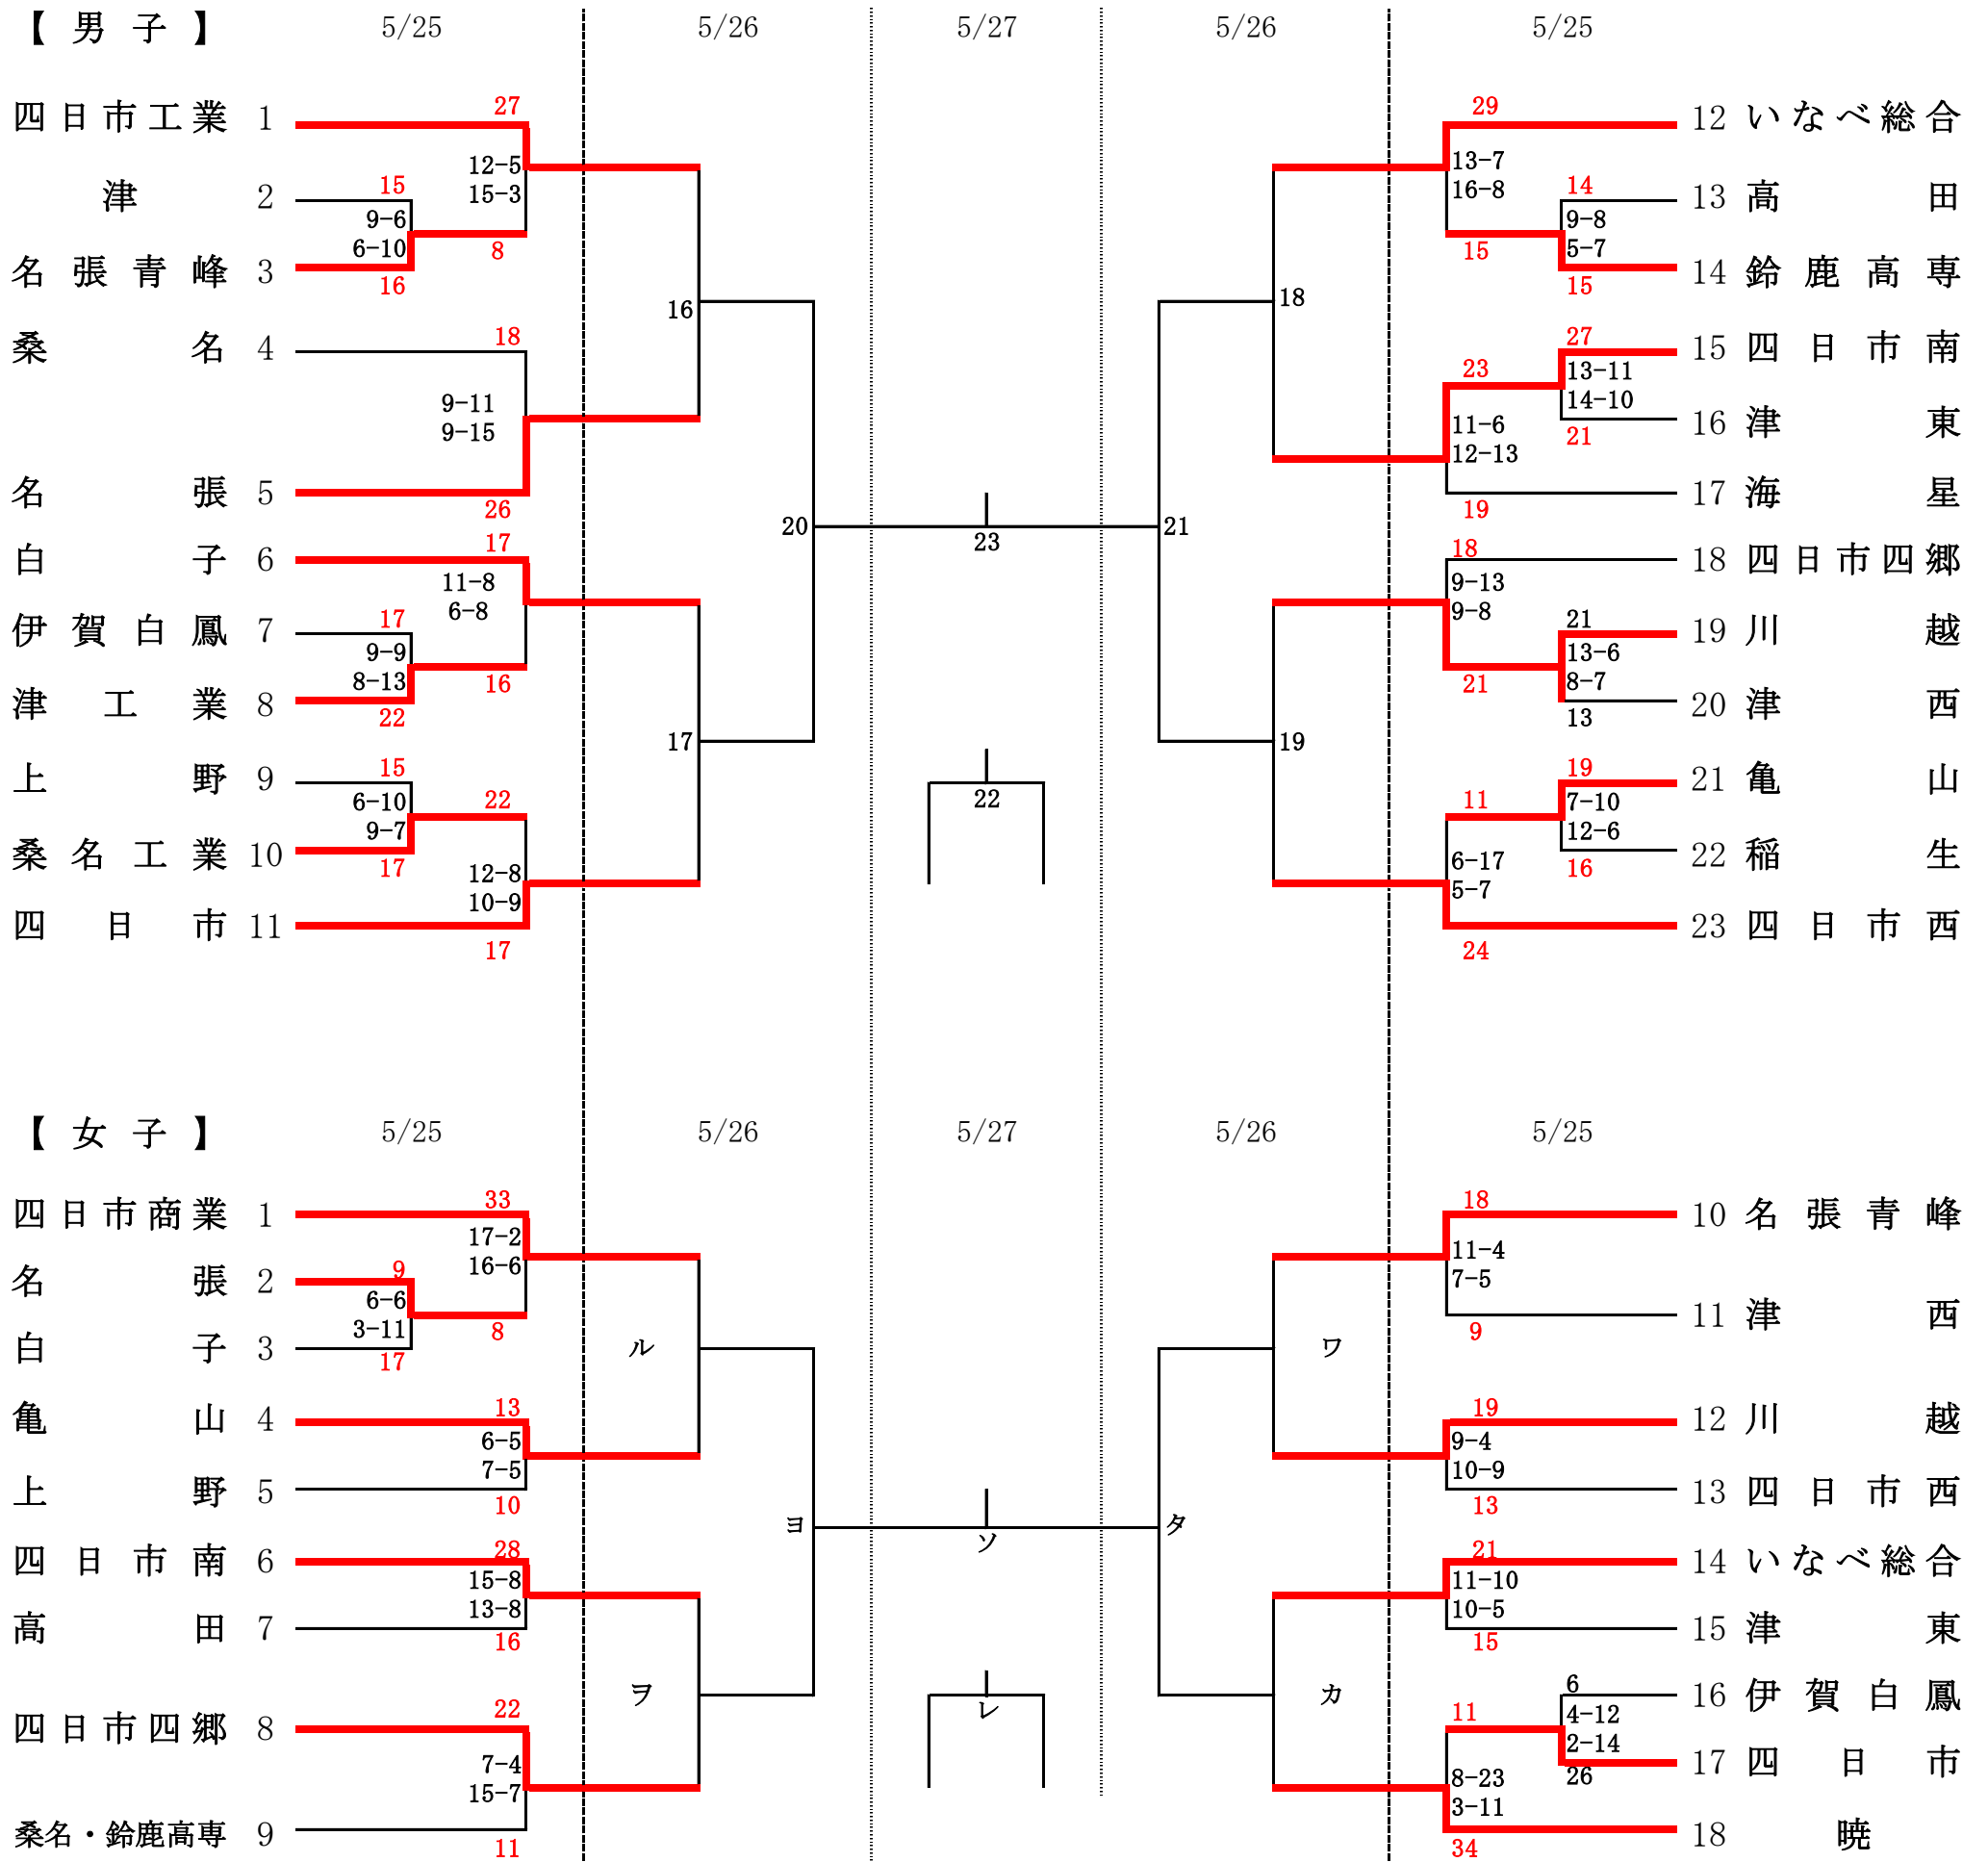 【 男 子 】 5/25 5/26 5/27 5/26 5/25
四日市工業 1 27 29 12 いなべ総合
12-5 13-7
15-3 16-8
津 2 15 14 13 高田
9-6 9-8
6-10 8 15 5-7
名張青峰 3 16 15 14 鈴鹿高専
16 18
桑名 4 18 27 15 四日市南
23 13-11
9-11 14-10
9-15 11-6 21 16 津東
12-13
名張 5 26 19 17 海星
20 23 21
白子 6 17 18 18 四日市四郷
11-8 9-13
6-8 9-8
伊賀白鳳 7 17 21 19 川越
9-9 13-6
8-13 16 21 8-7
津工業 8 22 13 20 津西
17 19
上野 9 15 19 21 亀山
6-10 22 22 11 7-10
9-7 12-6
桑名工業 10 17 16 22 稲生
12-8 6-17
10-9 5-7
四日市 11 17 24 23 四日市西
【 女 子 】 5/25 5/26 5/27 5/26 5/25
四日市商業 1 33 18 10 名張青峰
17-2 11-4
16-6 7-5
名張 2 9
6-6 11 津西
3-11 8 9
白子 3 17
ル ワ
亀山 4 13 19 12 川越
6-5 9-4
7-5 10-9
上野 5 10 13 13 四日市西
ヨ ソ タ
四日市南 6 28 21 14 いなべ総合
15-8 11-10
13-8 10-5
高田 7 16 15 15 津東
ヲ レ カ
6 16 伊賀白鳳
四日市四郷 8 22 11 4-12
2-14
26 17 四日市
7-4 8-23
15-7 3-11
桑名・鈴鹿高専 9 11 34 18 暁